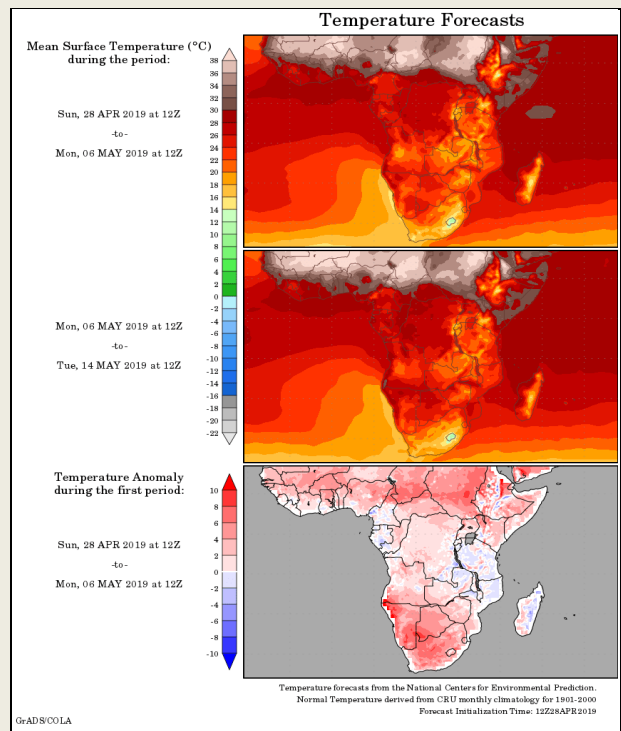 Temperature Forecasts
Mean Surface Temperature (°C)
during the period:
Sun, 28 APR 2019 at 12Z
-to-
Mon, 06 MAY 2019 at 12Z
38
36
34
32
30
28
26
24
22
20
18
16
14
12
10
8
6
4
2
0
-2
-4
-6
-8
-10
-12
-14
-16
-17
-20
-22
Mon, 06 MAY 2019 at 12Z
-to-
Tue, 14 MAY 2019 at 12Z
Temperature Anomaly
during the first period:
Sun, 28 APR 2019 at 12Z
-to-
Mon, 06 MAY 2019 at 12Z
10
8
6
4
2
0
-2
-4
-6
-8
-10
Temperature forecasts from the National Centers for Environmental Prediction.
Normal Temperature derived from CRU monthly climatology for 1901-2000
Forecast Initialization Time: 12Z28APR2019
GrADS/COLA